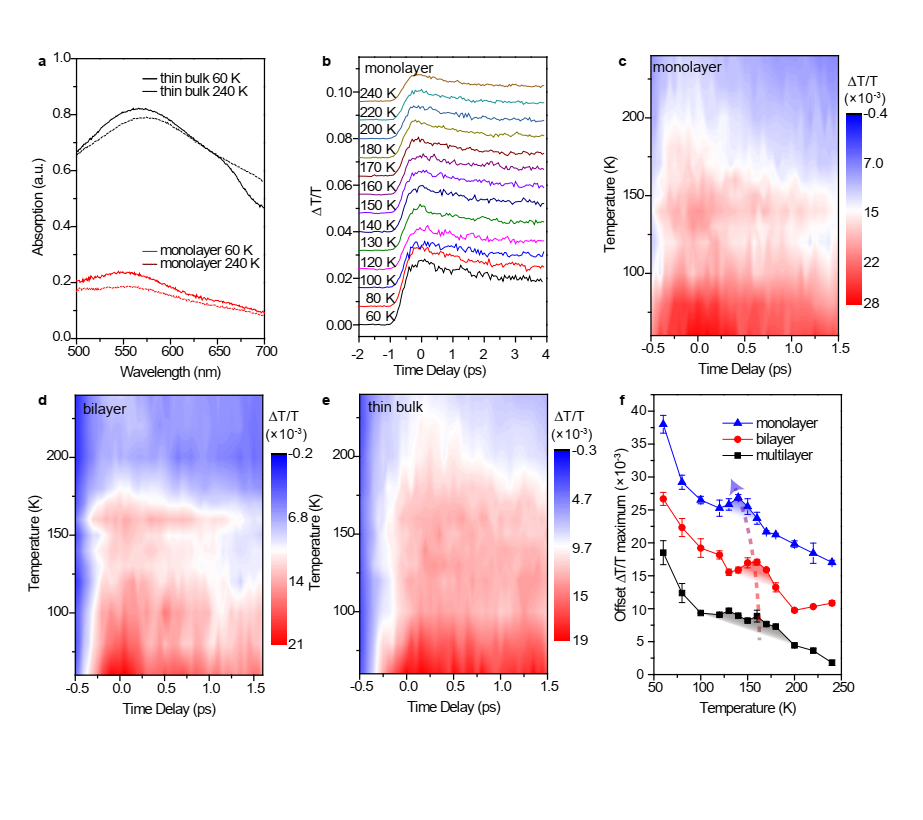 a
1.0
0.8
0.6
0.4
0.2
0.0
Absorption (a.u.)
thin bulk 60 K
thin bulk 240 K
monolayer 60 K
monolayer 240 K
500 550 600 650 700
Wavelength (nm)
b
monolayer
0.10
0.08
0.06
0.04
0.02
0.00
Δ T/T
240 K
220 K
200 K
180 K
170 K
160 K
150 K
140 K
130 K
120 K
100 K
80 K
60 K
-2 -1 0 1 2 3 4
Time Delay (ps)
c
monolayer
200
150
100
Temperature (K)
-0.5 0.0 0.5 1.0 1.5
Time Delay (ps)
ΔT/T
(×10-3)
-0.4
7.0
15
22
28
d
bilayer
200
150
100
Temperature (K)
-0.5 0.0 0.5 1.0 1.5
Time Delay (ps)
ΔT/T
(×10-3)
-0.2
6.8
14
21
e
thin bulk
200
150
100
Temperature (K)
-0.5 0.0 0.5 1.0 1.5
Time Delay (ps)
ΔT/T
(×10-3)
-0.3
4.7
9.7
15
19
f
40
35
30
25
20
15
10
5
0
Offset ΔT/T maximum (×10-3)
monolayer
bilayer
multilayer
50 100 150 200 250
Temperature (K)